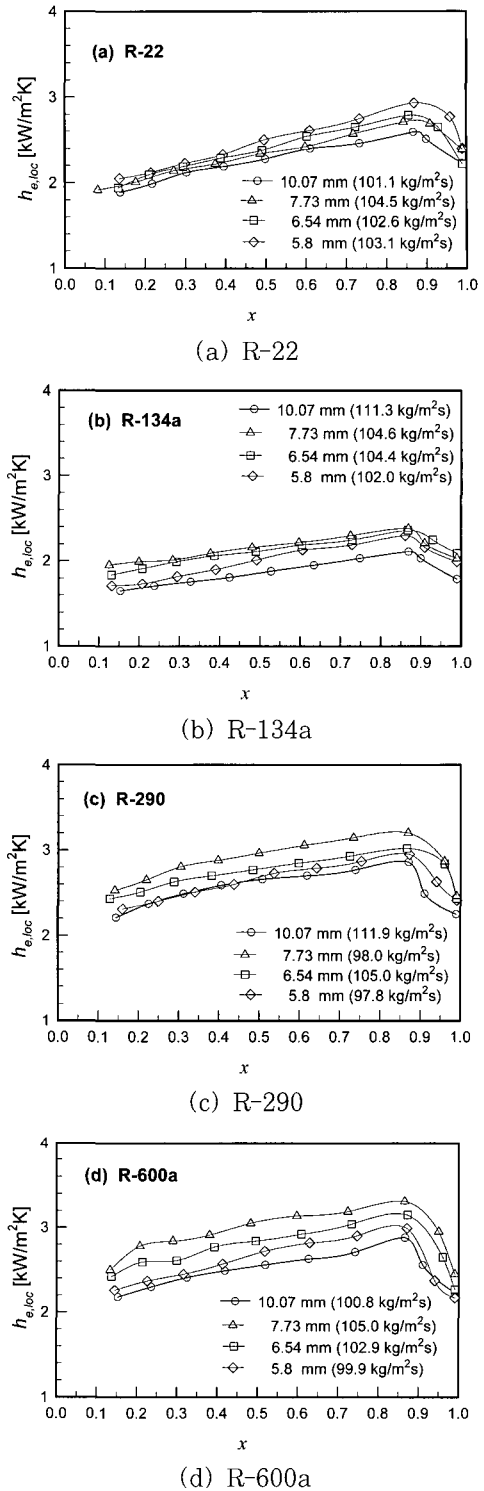 (a) R-22
h_e,loc [kW/m²K]
4
3
2
1
10.07 mm (101.1 kg/m²s)
7.73 mm (104.5 kg/m²s)
6.54 mm (102.6 kg/m²s)
5.8 mm (103.1 kg/m²s)
0.0 0.1 0.2 0.3 0.4 0.5 0.6 0.7 0.8 0.9 1.0
x
(a) R-22
(b) R-134a
h_e,loc [kW/m²K]
4
3
2
1
10.07 mm (111.3 kg/m²s)
7.73 mm (104.6 kg/m²s)
6.54 mm (104.4 kg/m²s)
5.8 mm (102.0 kg/m²s)
0.0 0.1 0.2 0.3 0.4 0.5 0.6 0.7 0.8 0.9 1.0
x
(b) R-134a
(c) R-290
h_e,loc [kW/m²K]
4
3
2
1
10.07 mm (111.9 kg/m²s)
7.73 mm (98.0 kg/m²s)
6.54 mm (105.0 kg/m²s)
5.8 mm (97.8 kg/m²s)
0.0 0.1 0.2 0.3 0.4 0.5 0.6 0.7 0.8 0.9 1.0
x
(c) R-290
(d) R-600a
h_e,loc [kW/m²K]
4
3
2
1
10.07 mm (100.8 kg/m²s)
7.73 mm (105.0 kg/m²s)
6.54 mm (102.9 kg/m²s)
5.8 mm (99.9 kg/m²s)
0.0 0.1 0.2 0.3 0.4 0.5 0.6 0.7 0.8 0.9 1.0
x
(d) R-600a